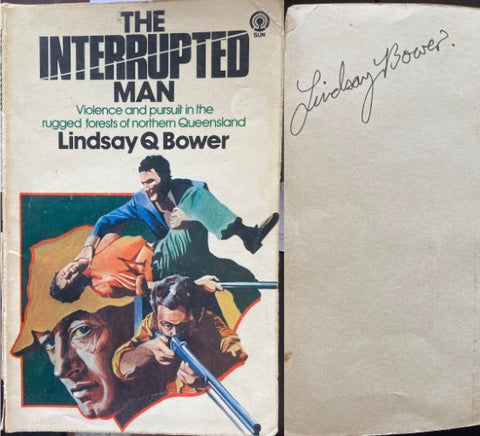 THE
INTERRUPTED
MAN
SUN
Violence and pursuit in the
rugged forests of northern Queensland
Lindsay Q Bower
Lindsay Bower.